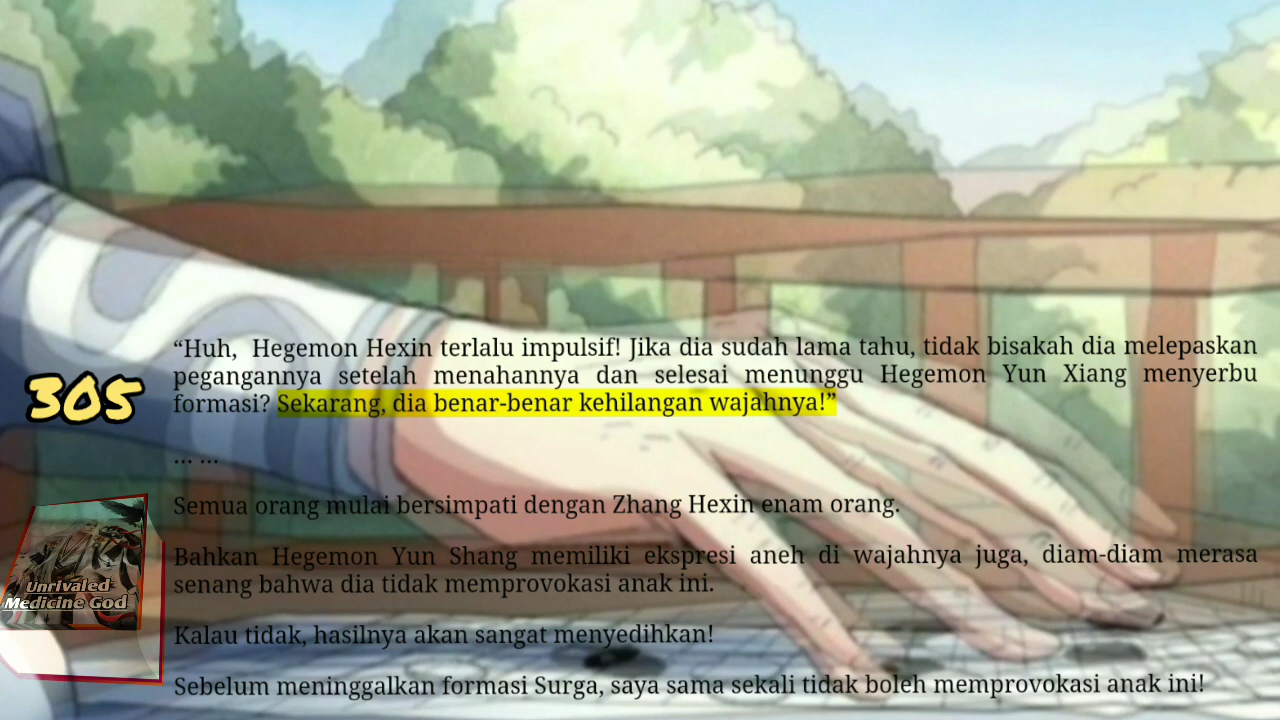 “Huh,  Hegemon Hexin terlalu impulsif! Jika dia sudah lama tahu, tidak bisakah dia melepaskan
pegangannya setelah menahannya dan selesai menunggu Hegemon Yun Xiang menyerbu
formasi? Sekarang, dia benar-benar kehilangan wajahnya!”
305
... ...
Semua orang mulai bersimpati dengan Zhang Hexin enam orang.
Bahkan Hegemon Yun Shang memiliki ekspresi aneh di wajahnya juga, diam-diam merasa
senang bahwa dia tidak memprovokasi anak ini.
Unrivaled
Medicine God
Kalau tidak, hasilnya akan sangat menyedihkan!
Sebelum meninggalkan formasi Surga, saya sama sekali tidak boleh memprovokasi anak ini!